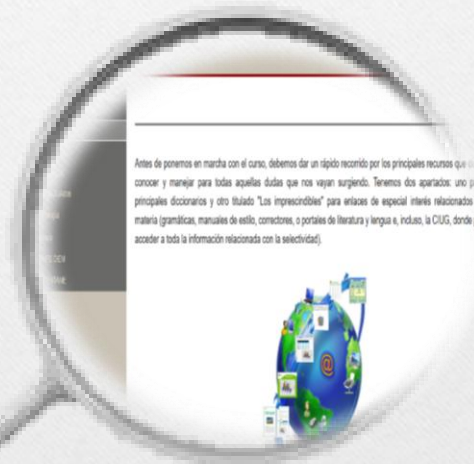 Antes de ponernos en marcha con el curso, debemos dar un rápido recorrido por los principales recursos que
conocer y manejar para todas aquellas dudas que nos vayan surgiendo. Tenemos dos apartados: uno
principales diccionarios y otro titulado "Los imprescindibles" para enlaces de especial interés relacionados
materia (gramáticas, manuales de estilo, correctores, o portales de literatura y lengua e, incluso, la CIUG, donde
acceder a toda la información relacionada con la selectividad).
@